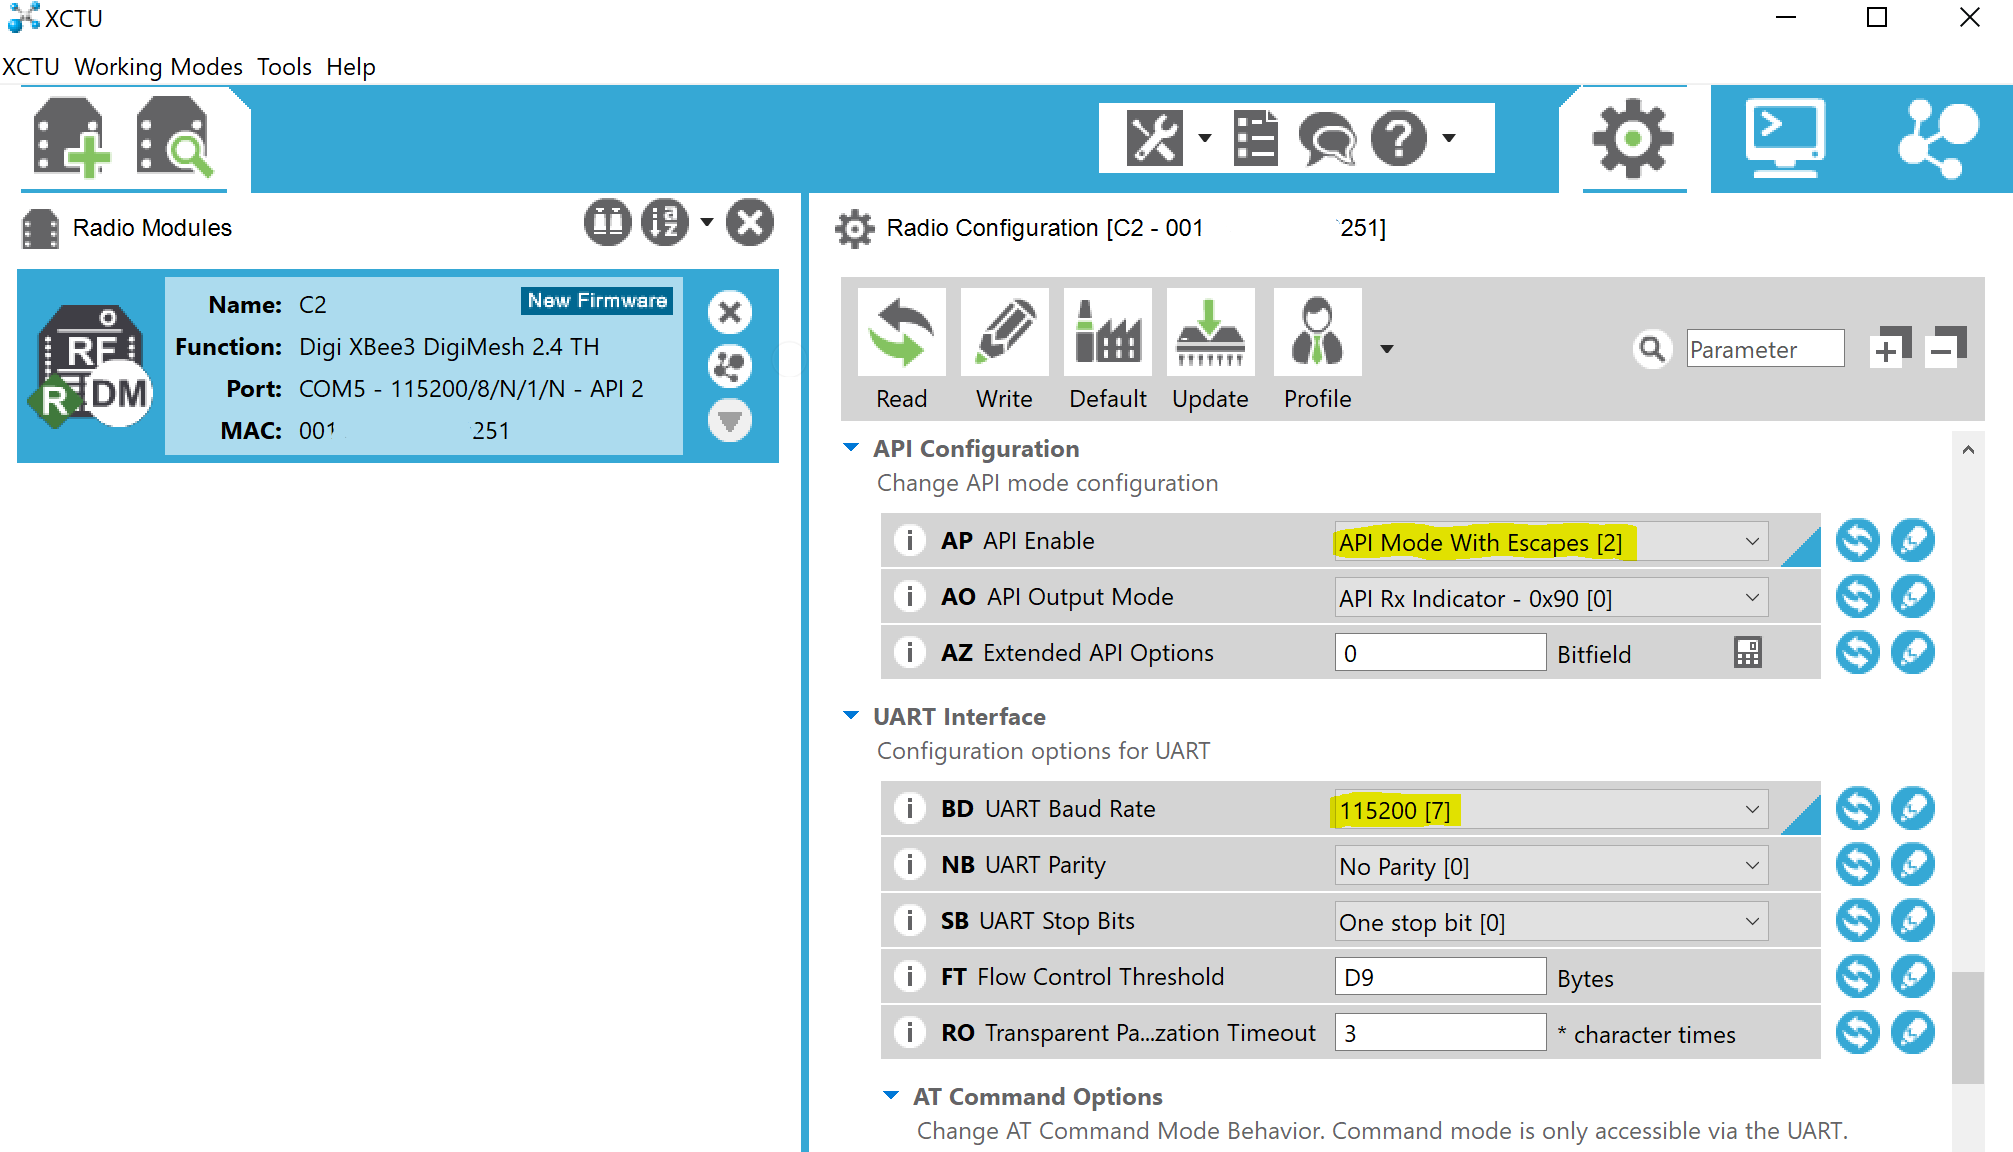 XCTU
XCTU Working Modes Tools Help
Radio Modules
Name: C2
New Firmware
Function: Digi XBee3 DigiMesh 2.4 TH
Port: COM5 - 115200/8/N/1/N - API 2
MAC: 001 251
RF
R
DM
Radio Configuration [C2 - 001 251]
Read Write Default Update Profile
Parameter
API Configuration
Change API mode configuration
i AP API Enable API Mode With Escapes [2]
i AO API Output Mode API Rx Indicator - 0x90 [0]
i AZ Extended API Options 0 Bitfield
UART Interface
Configuration options for UART
i BD UART Baud Rate 115200 [7]
i NB UART Parity No Parity [0]
i SB UART Stop Bits One stop bit [0]
i FT Flow Control Threshold D9 Bytes
i RO Transparent Pa...zation Timeout 3 * character times
AT Command Options
Change AT Command Mode Behavior. Command mode is only accessible via the UART.